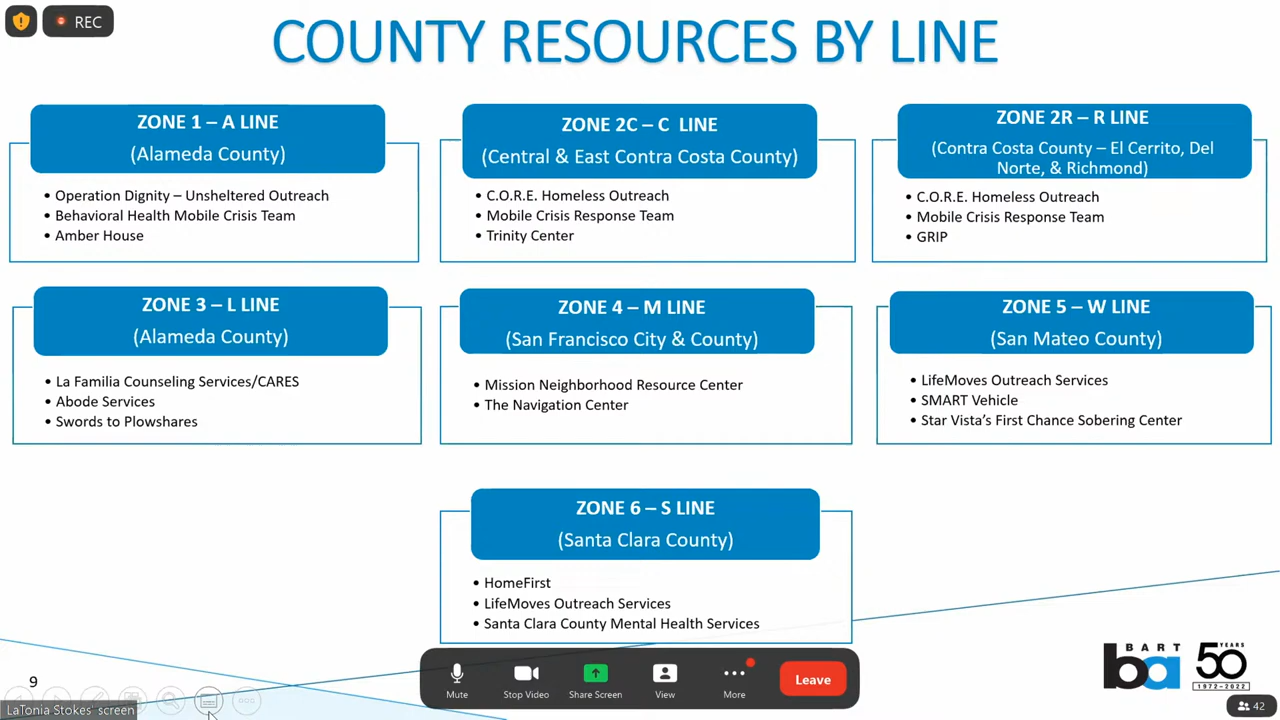 REC
COUNTY RESOURCES BY LINE
ZONE 1 – A LINE
(Alameda County)
• Operation Dignity – Unsheltered Outreach
• Behavioral Health Mobile Crisis Team
• Amber House
ZONE 2C – C LINE
(Central & East Contra Costa County)
• C.O.R.E. Homeless Outreach
• Mobile Crisis Response Team
• Trinity Center
ZONE 2R – R LINE
(Contra Costa County – El Cerrito, Del
Norte, & Richmond)
• C.O.R.E. Homeless Outreach
• Mobile Crisis Response Team
• GRIP
ZONE 3 – L LINE
(Alameda County)
• La Familia Counseling Services/CARES
• Abode Services
• Swords to Plowshares
ZONE 4 – M LINE
(San Francisco City & County)
• Mission Neighborhood Resource Center
• The Navigation Center
ZONE 5 – W LINE
(San Mateo County)
• LifeMoves Outreach Services
• SMART Vehicle
• Star Vista's First Chance Sobering Center
ZONE 6 – S LINE
(Santa Clara County)
• HomeFirst
• LifeMoves Outreach Services
• Santa Clara County Mental Health Services
9
LaTonia Stokes' screen
Mute
Stop Video
Share Screen
View
More
Leave
BART
ba
50
YEARS
1972–2022
42